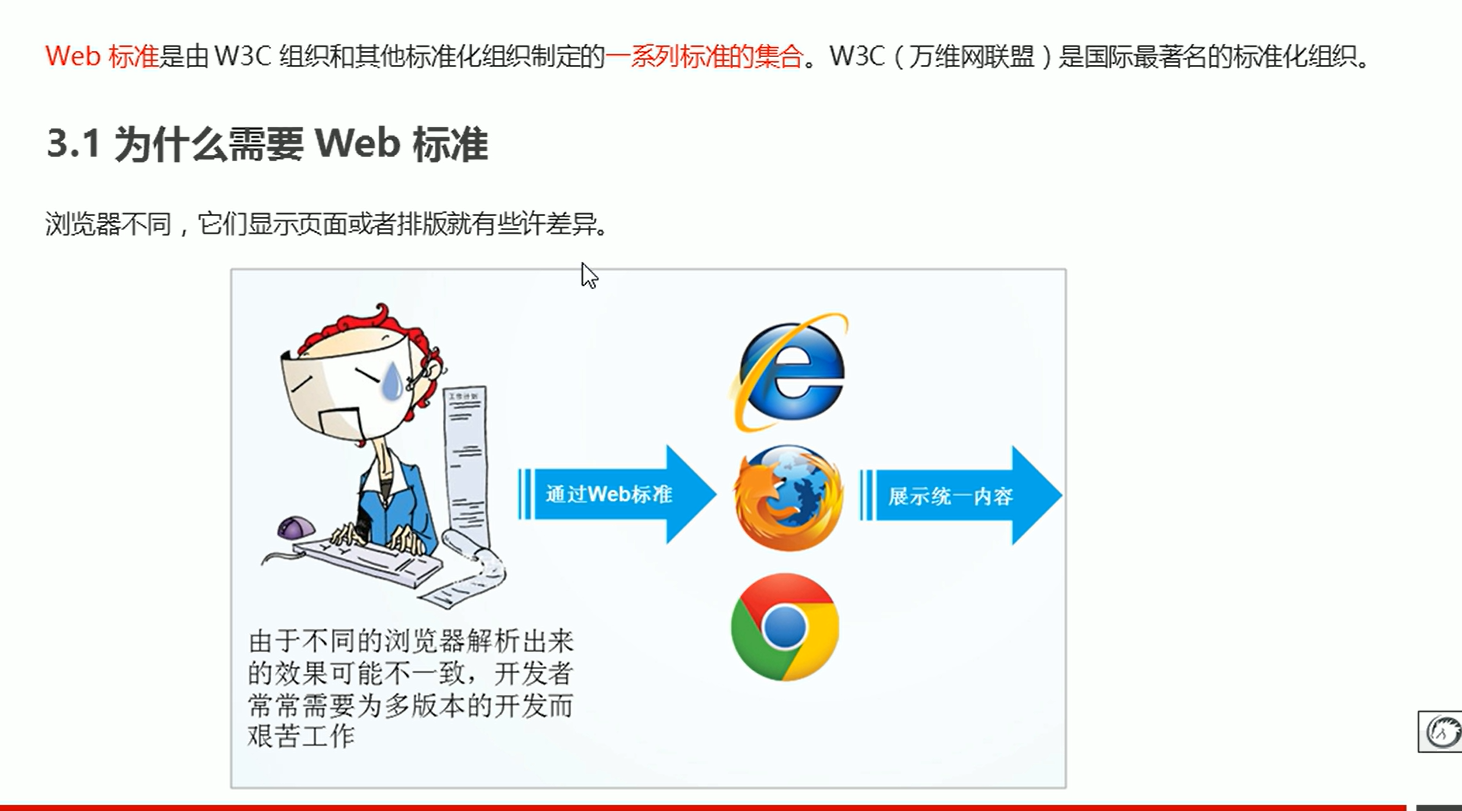 Web 标准是由 W3C 组织和其他标准化组织制定的一系列标准的集合。W3C（万维网联盟）是国际最著名的标准化组织。
3.1 为什么需要 Web 标准
浏览器不同，它们显示页面或者排版就有些许差异。
工作计划
通过Web标准
展示统一内容
由于不同的浏览器解析出来
的效果可能不一致，开发者
常常需要为多版本的开发而
艰苦工作